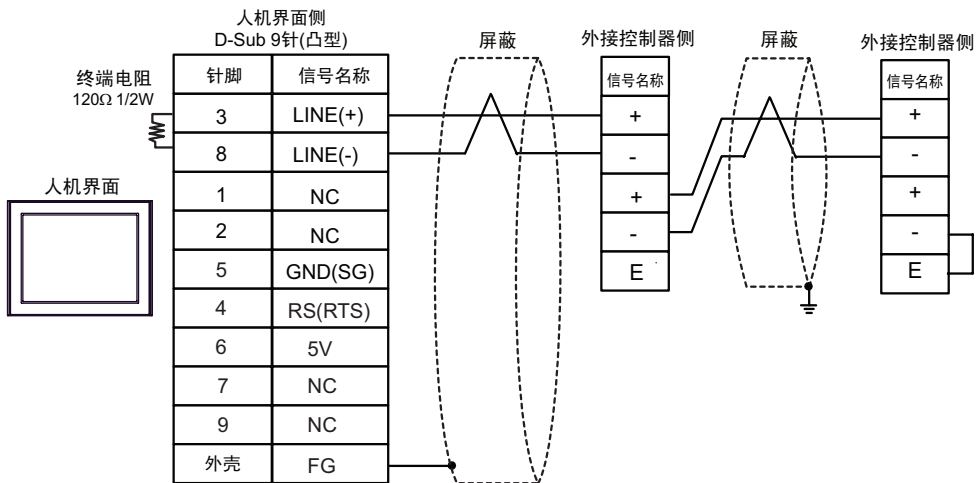 人机界面侧
D-Sub 9针(凸型)
终端电阻
120Ω 1/2W
人机界面
针脚 信号名称
3 LINE(+)
8 LINE(-)
1 NC
2 NC
5 GND(SG)
4 RS(RTS)
6 5V
7 NC
9 NC
外壳 FG
屏蔽
外接控制器侧
信号名称
+
-
+
-
E
屏蔽
外接控制器侧
信号名称
+
-
+
-
E